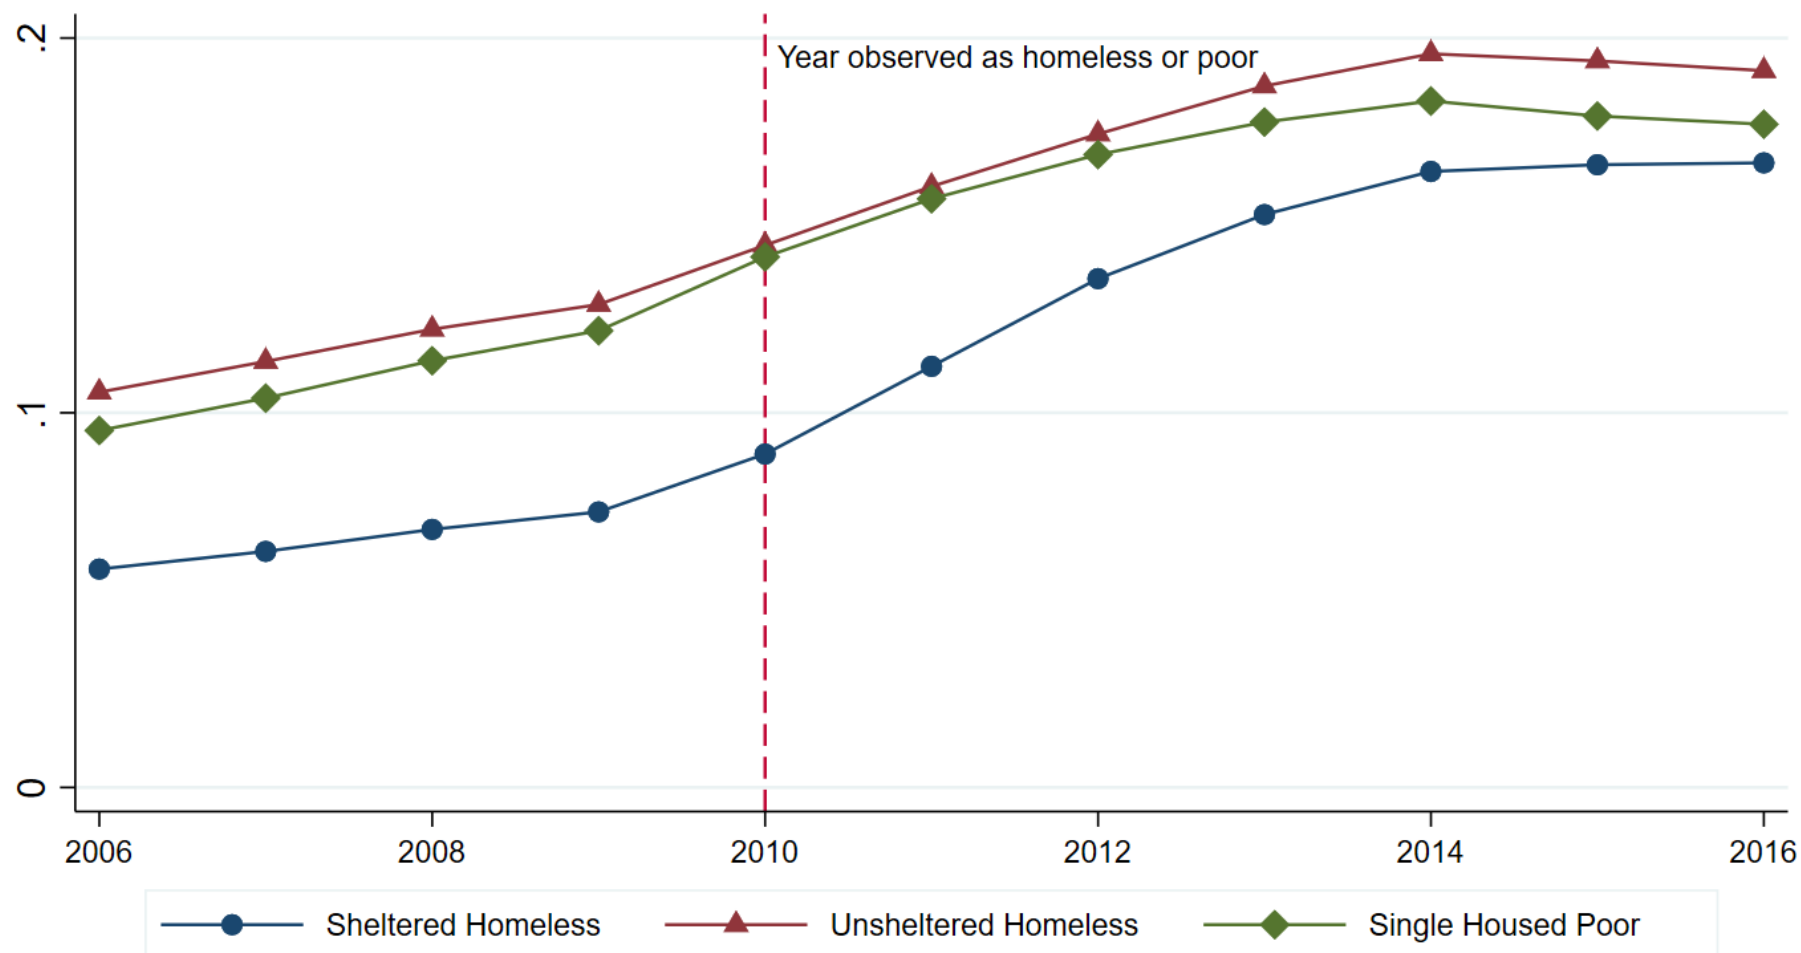 .2
Year observed as homeless or poor
.1
0
2006 2008 2010 2012 2014 2016
Sheltered Homeless Unsheltered Homeless Single Housed Poor